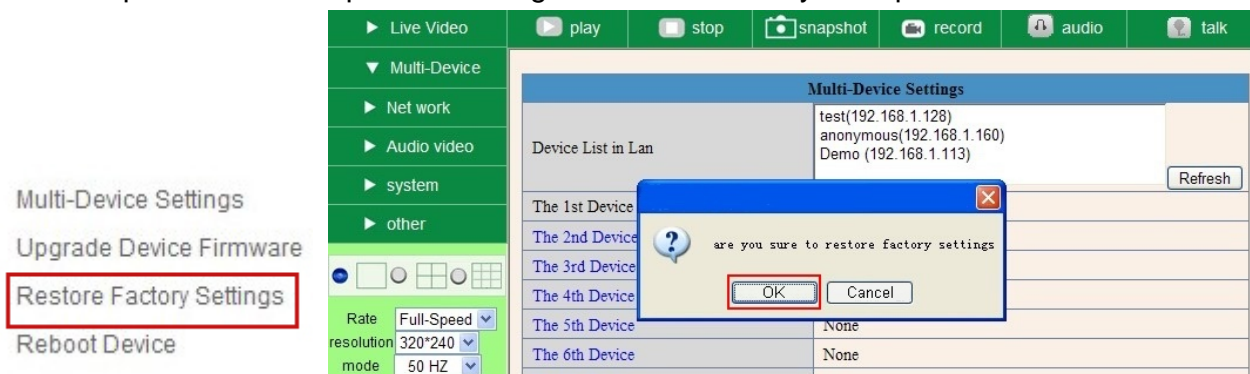 Multi-Device Settings
Upgrade Device Firmware
Restore Factory Settings
Reboot Device
Live Video
Multi-Device
Net work
Audio video
system
other
Rate Full-Speed
resolution 320*240
mode 50 HZ
play stop snapshot record audio talk
Multi-Device Settings
Device List in Lan
test(192.168.1.128)
anonymous(192.168.1.160)
Demo (192.168.1.113)
Refresh
The 1st Device
The 2nd Device
The 3rd Device
The 4th Device
The 5th Device None
The 6th Device None
are you sure to restore factory settings
OK Cancel